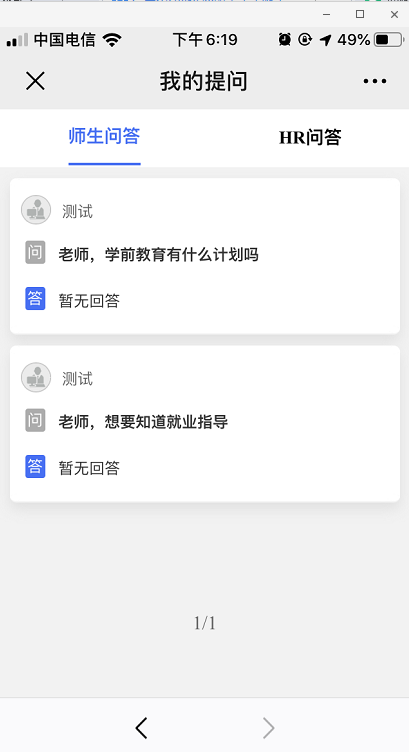 中国电信 下午6:19 49%
我的提问
师生问答 HR问答
测试
问 老师，学前教育有什么计划吗
答 暂无回答
测试
问 老师，想要知道就业指导
答 暂无回答
1/1